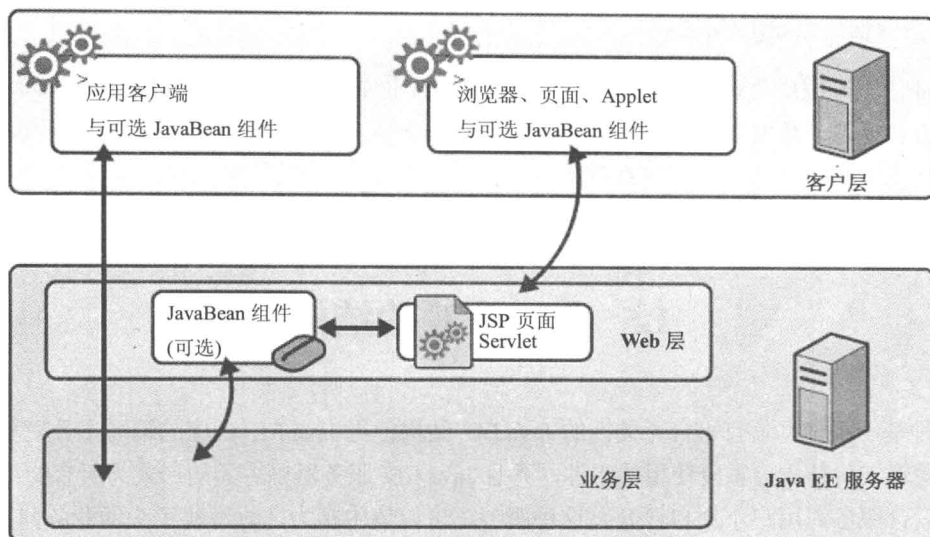 应用客户端
与可选 JavaBean 组件
浏览器、页面、Applet
与可选 JavaBean 组件
客户层
JavaBean 组件
(可选)
JSP 页面
Servlet
Web 层
业务层
Java EE 服务器